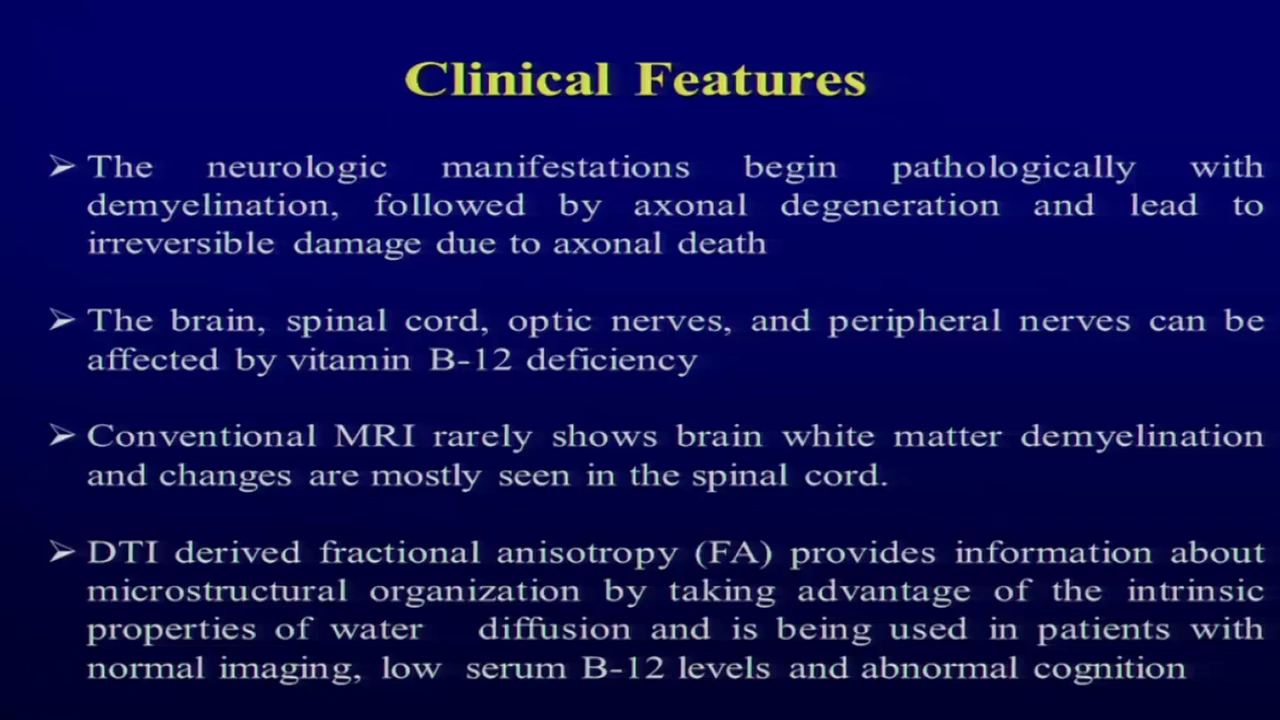 Clinical Features
➢ The neurologic manifestations begin pathologically with
demyelination, followed by axonal degeneration and lead to
irreversible damage due to axonal death
➢ The brain, spinal cord, optic nerves, and peripheral nerves can be
affected by vitamin B-12 deficiency
➢ Conventional MRI rarely shows brain white matter demyelination
and changes are mostly seen in the spinal cord.
➢ DTI derived fractional anisotropy (FA) provides information about
microstructural organization by taking advantage of the intrinsic
properties of water diffusion and is being used in patients with
normal imaging, low serum B-12 levels and abnormal cognition